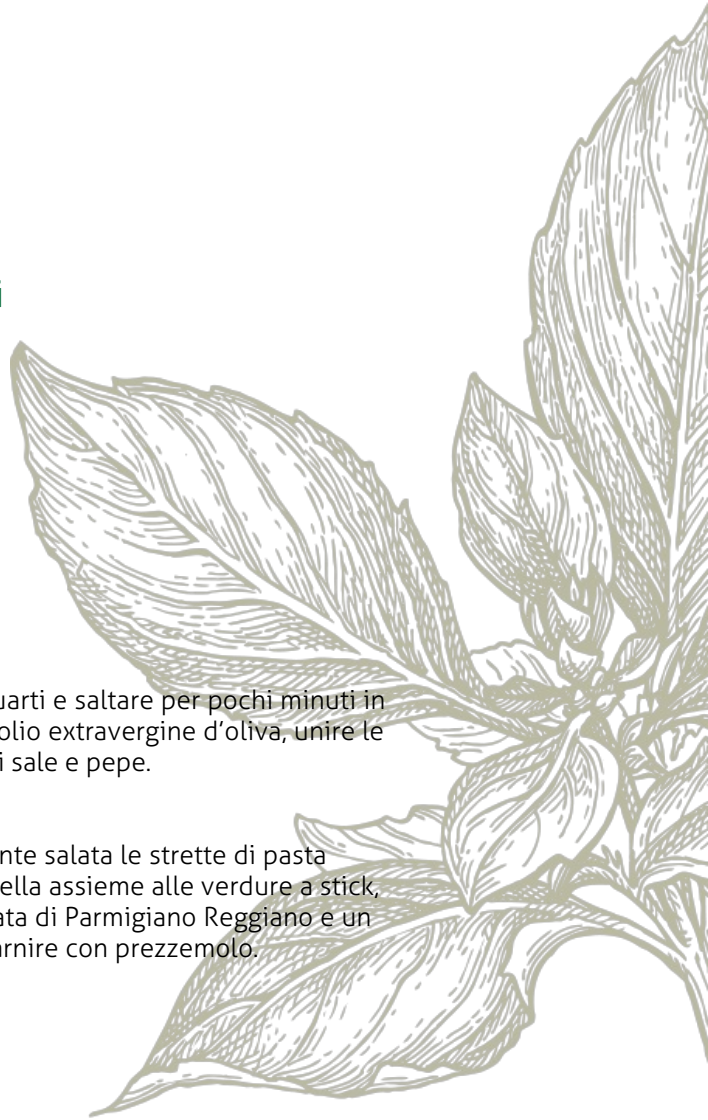 i
uarti e saltare per pochi minuti in
olio extravergine d’oliva, unire le
i sale e pepe.
nte salata le strette di pasta
ella assieme alle verdure a stick,
ata di Parmigiano Reggiano e un
arnire con prezzemolo.